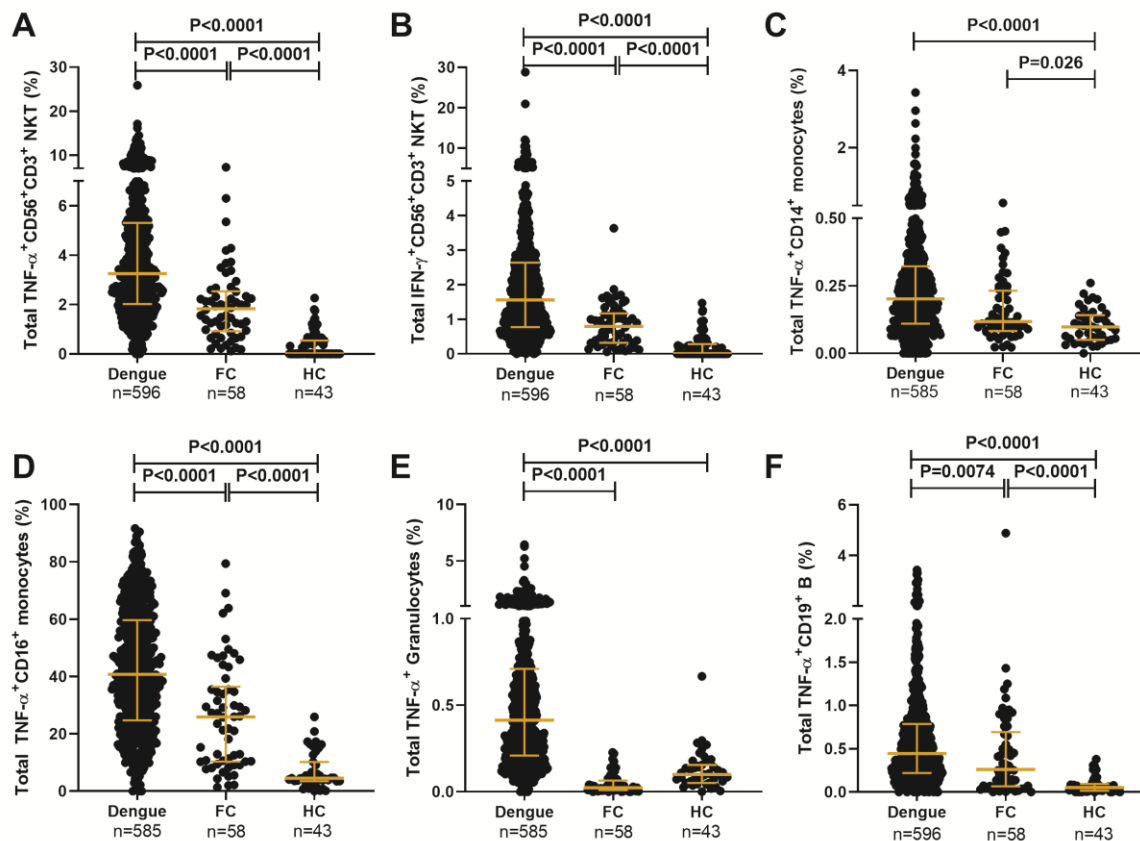 A
P<0.0001
P<0.0001 P<0.0001
Total TNF-α⁺CD56⁺CD3⁺ NKT (%)
30
20
10
6
4
2
0
Dengue FC HC
n=596 n=58 n=43
B
P<0.0001
P<0.0001 P<0.0001
Total IFN-γ⁺CD56⁺CD3⁺ NKT (%)
30
20
10
5
4
3
2
1
0
Dengue FC HC
n=596 n=58 n=43
C
P<0.0001
P=0.026
Total TNF-α⁺CD14⁺ monocytes (%)
4
2
0.50
0.25
0.00
Dengue FC HC
n=585 n=58 n=43
D
P<0.0001
P<0.0001 P<0.0001
Total TNF-α⁺CD16⁺ monocytes (%)
100
80
60
40
20
0
Dengue FC HC
n=585 n=58 n=43
E
P<0.0001
P<0.0001
Total TNF-α⁺ Granulocytes (%)
10
5
1.0
0.5
0.0
Dengue FC HC
n=585 n=58 n=43
F
P<0.0001
P=0.0074 P<0.0001
Total TNF-α⁺CD19⁺ B (%)
6
4
2.0
1.5
1.0
0.5
0.0
Dengue FC HC
n=596 n=58 n=43